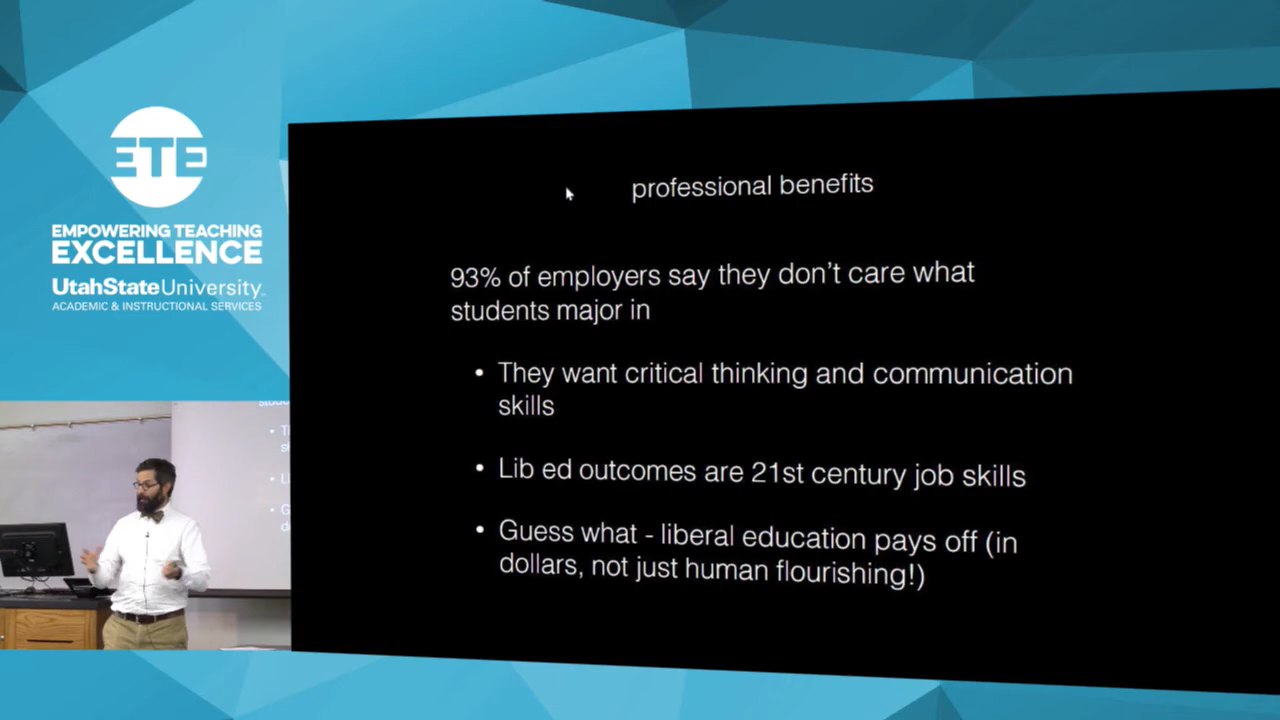 ETE
EMPOWERING TEACHING
EXCELLENCE
UtahStateUniversity
ACADEMIC & INSTRUCTIONAL SERVICES
professional benefits
93% of employers say they don't care what
students major in
• They want critical thinking and communication
skills
• Lib ed outcomes are 21st century job skills
• Guess what - liberal education pays off (in
dollars, not just human flourishing!)